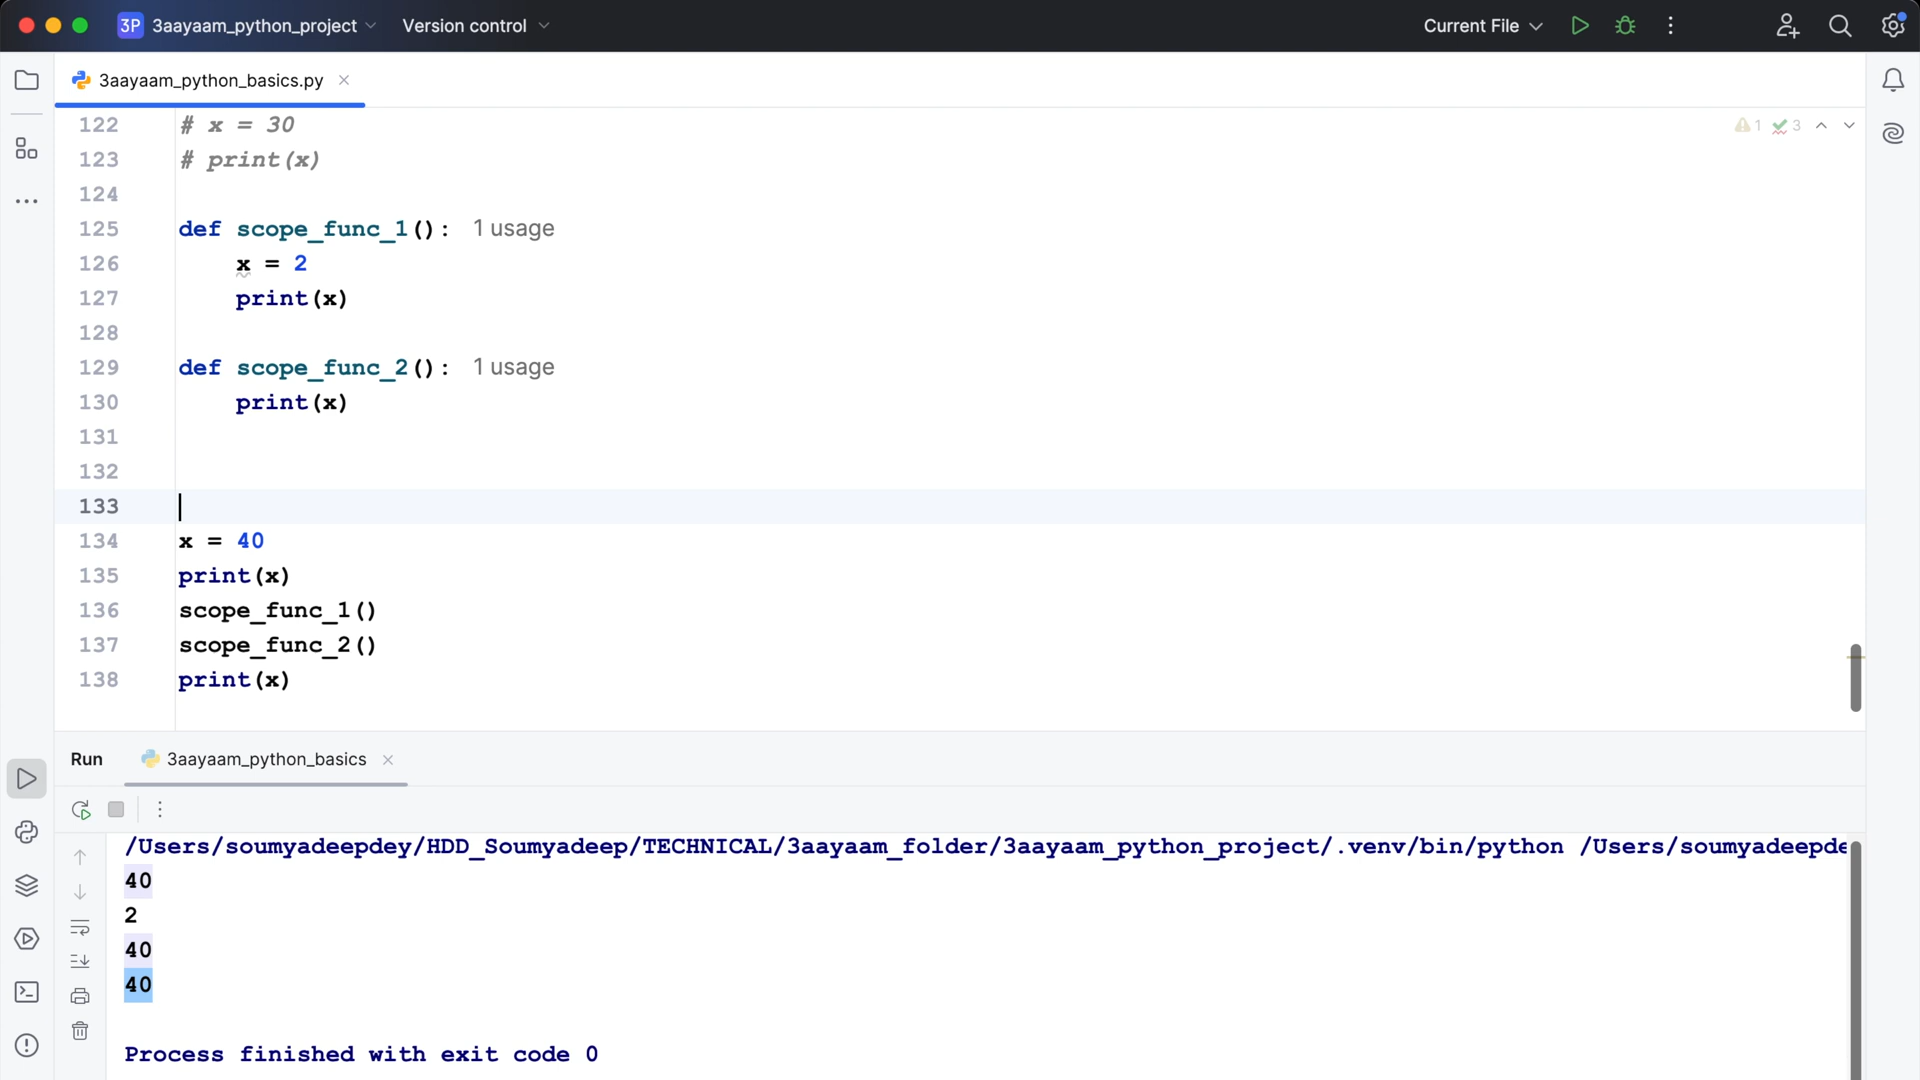 3P 3aayaam_python_project Version control Current File
3aayaam_python_basics.py
1 3
122 # x = 30
123 # print(x)
124
125 def scope_func_1(): 1 usage
126 x = 2
127 print(x)
128
129 def scope_func_2(): 1 usage
130 print(x)
131
132
133
134 x = 40
135 print(x)
136 scope_func_1()
137 scope_func_2()
138 print(x)
Run 3aayaam_python_basics
/Users/soumyadeepdey/HDD_Soumyadeep/TECHNICAL/3aayaam_folder/3aayaam_python_project/.venv/bin/python /Users/soumyadeepde
40
2
40
40
Process finished with exit code 0